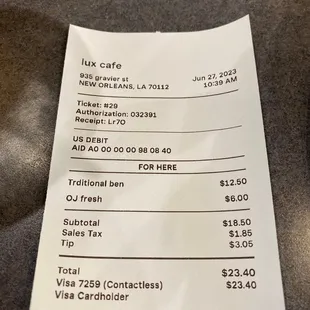 lux cafe
935 gravier st
NEW ORLEANS, LA 70112
Jun 27, 2023
10:39 AM
Ticket: #29
Authorization: 032391
Receipt: Lr7O
US DEBIT
AID A0 00 00 00 98 08 40
FOR HERE
Trditional ben $12.50
OJ fresh $6.00
Subtotal $18.50
Sales Tax $1.85
Tip $3.05
Total $23.40
Visa 7259 (Contactless) $23.40
Visa Cardholder